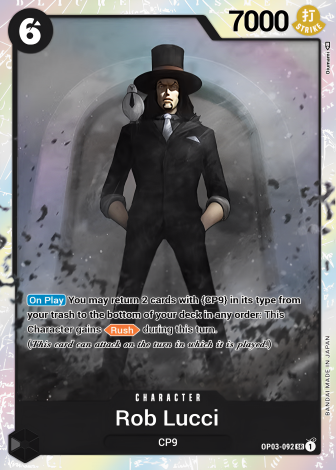 6
7000
打
STRIKE
On Play You may return 2 cards with {CP9} in its type from
your trash to the bottom of your deck in any order: This
Character gains Rush during this turn.
(This card can attack on the turn in which it is played.)
CHARACTER
Rob Lucci
CP9
OP03-092 SR 1
BANDAI MADE IN JAPAN